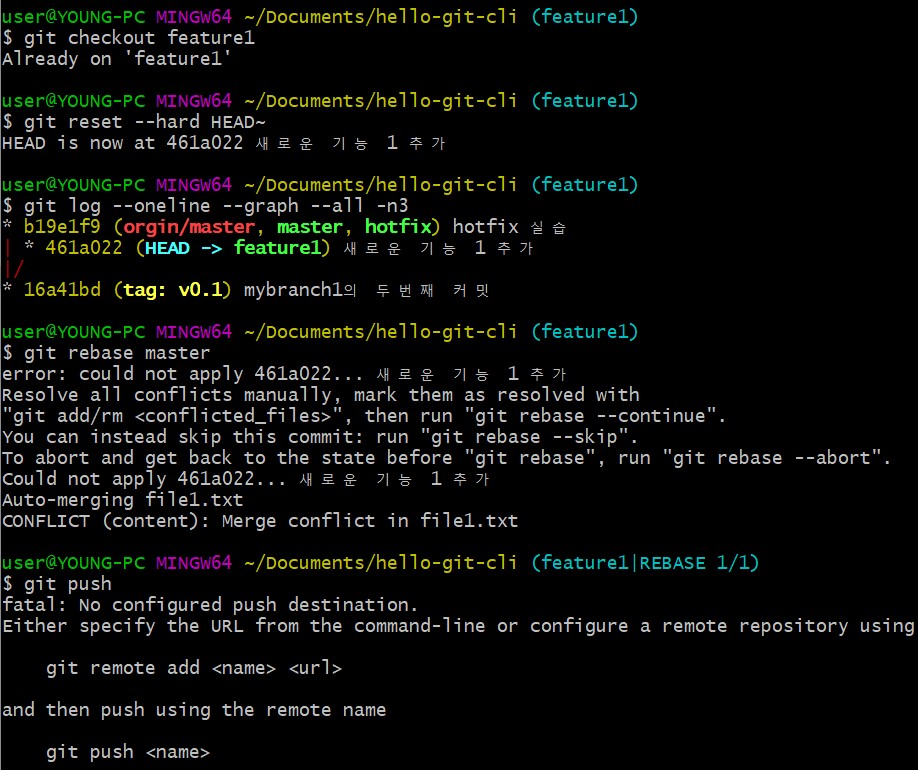 user@YOUNG-PC MINGW64 ~/Documents/hello-git-cli (feature1)
$ git checkout feature1
Already on 'feature1'
user@YOUNG-PC MINGW64 ~/Documents/hello-git-cli (feature1)
$ git reset --hard HEAD~
HEAD is now at 461a022 새로운 기능 1 추가
user@YOUNG-PC MINGW64 ~/Documents/hello-git-cli (feature1)
$ git log --oneline --graph --all -n3
* b19e1f9 (orgin/master, master, hotfix) hotfix 실습
| * 461a022 (HEAD -> feature1) 새로운 기능 1 추가
|/
* 16a41bd (tag: v0.1) mybranch1의 두번째 커밋
user@YOUNG-PC MINGW64 ~/Documents/hello-git-cli (feature1)
$ git rebase master
error: could not apply 461a022... 새로운 기능 1 추가
Resolve all conflicts manually, mark them as resolved with
"git add/rm <conflicted_files>", then run "git rebase --continue".
You can instead skip this commit: run "git rebase --skip".
To abort and get back to the state before "git rebase", run "git rebase --abort".
Could not apply 461a022... 새로운 기능 1 추가
Auto-merging file1.txt
CONFLICT (content): Merge conflict in file1.txt
user@YOUNG-PC MINGW64 ~/Documents/hello-git-cli (feature1|REBASE 1/1)
$ git push
fatal: No configured push destination.
Either specify the URL from the command-line or configure a remote repository using
git remote add <name> <url>
and then push using the remote name
git push <name>